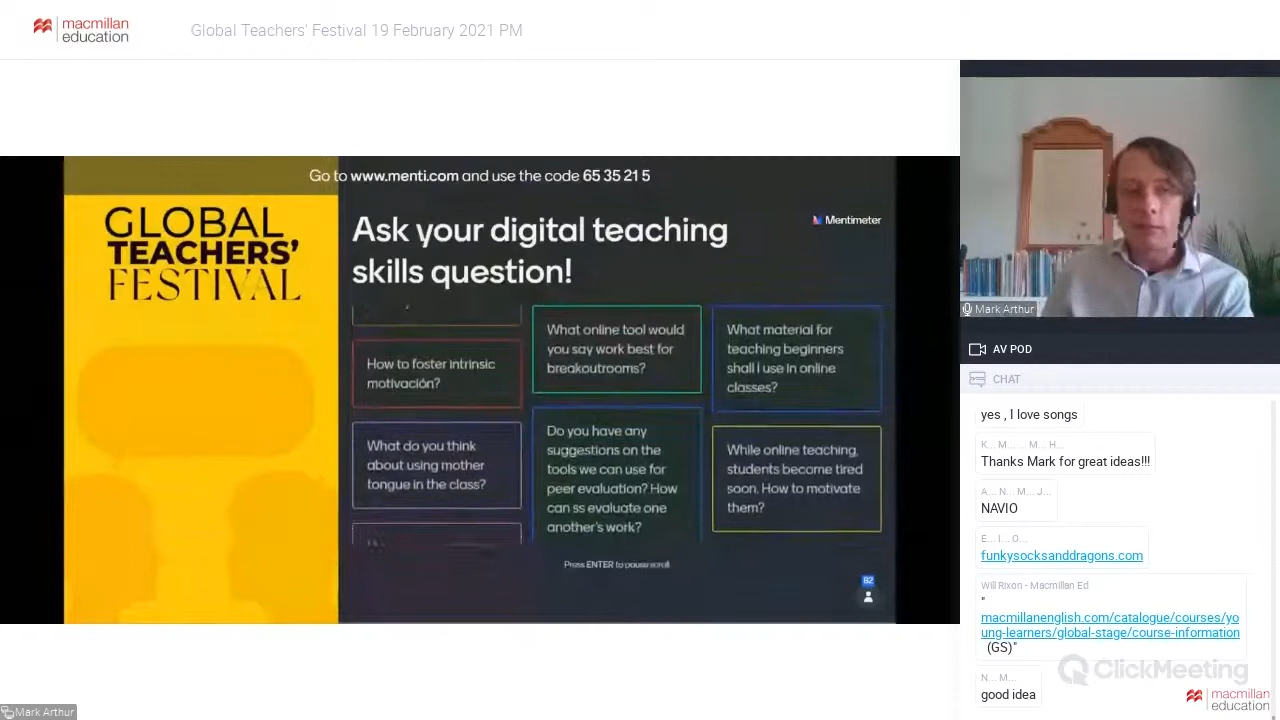 macmillan
education
Global Teachers' Festival 19 February 2021 PM
Go to www.menti.com and use the code 65 35 21 5
GLOBAL
TEACHERS'
FESTIVAL
Ask your digital teaching
skills question!
Mentimeter
How to foster intrinsic
motivación?
What do you think
about using mother
tongue in the class?
What online tool would
you say work best for
breakoutrooms?
Do you have any
suggestions on the
tools we can use for
peer evaluation? How
can ss evaluate one
another's work?
What material for
teaching beginners
shall i use in online
classes?
While online teaching,
students become tired
soon. How to motivate
them?
Press ENTER to pause scroll
82
Mark Arthur
Mark Arthur
AV POD
CHAT
yes , I love songs
K... M... ... M... H...
Thanks Mark for great ideas!!!
A... N... M... J...
NAVIO
E... I... O...
funkysocksanddragons.com
Will Rixon - Macmillan Ed
"
macmillanenglish.com/catalogue/courses/yo
ung-learners/global-stage/course-information
(GS)"
N... M...
good idea
ClickMeeting
macmillan
education